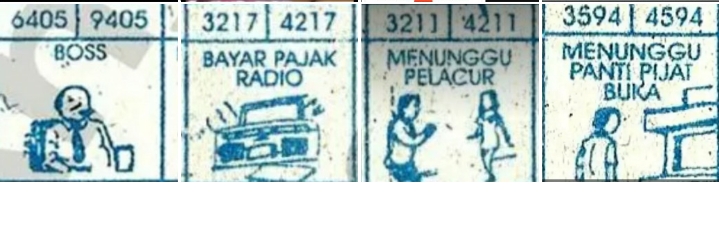 6405 9405
BOSS
3217 4217
BAYAR PAJAK
RADIO
3211 4211
MENUNGGU
PELACUR
3594 4594
MENUNGGU
PANTI PIJAT
BUKA